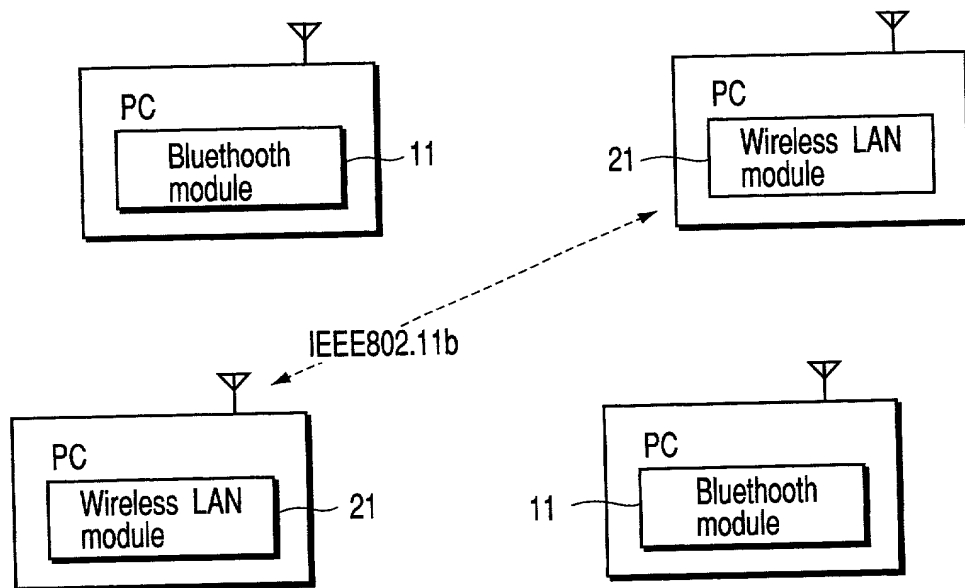 PC
Bluethooth
module
11
PC
Wireless LAN
module
21
IEEE802.11b
PC
Wireless LAN
module
21
PC
Bluethooth
module
11